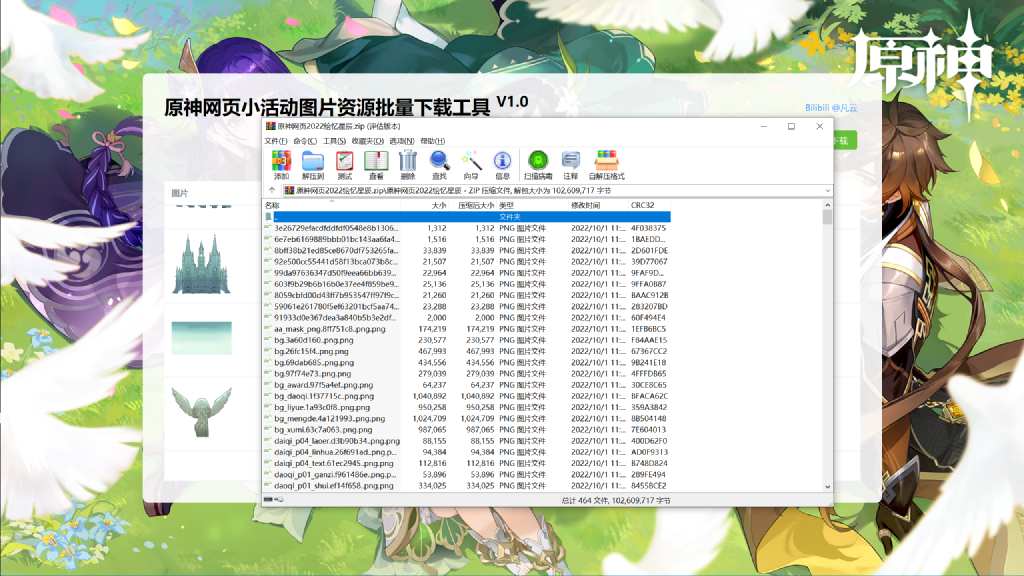 原神
原神网页小活动图片资源批量下载工具 V1.0
Bilibili @凡云
下载
图片
原神网页2022绘忆星辰.zip (评估版本)
文件(F) 命令(C) 工具(S) 收藏夹(O) 选项(N) 帮助(H)
添加 解压到 测试 查看 删除 查找 向导 信息 扫描病毒 注释 自解压格式
原神网页2022绘忆星辰.zip\原神网页2022绘忆星辰 - ZIP 压缩文件, 解包大小为 102,609,717 字节
名称 大小 压缩后大小 类型 修改时间 CRC32
.. 文件夹
3e26729efacdfddfdf0548e8b1306... 1,312 1,312 PNG 图片文件 2022/10/1 11:... 4F038375
6e7eb6169889bbb01bc143aa6fa4... 1,516 1,516 PNG 图片文件 2022/10/1 11:... 1BAEDD...
8bff38b21ed85ce8670df753265fa... 33,839 33,839 PNG 图片文件 2022/10/1 11:... 2D601FDE
92e500cc55441d58f13bca073b8c... 21,507 21,507 PNG 图片文件 2022/10/1 11:... 39D77067
99da97636347d50f9eea66bb639... 22,964 22,964 PNG 图片文件 2022/10/1 11:... 9FAF9D...
603f9b29b6b16b0e37ee4f859be9... 25,136 25,136 PNG 图片文件 2022/10/1 11:... 9FFA0B87
8059cbfd00d43ff7b953547ff97f9c... 21,260 21,260 PNG 图片文件 2022/10/1 11:... BAAC912B
59061e261780f5ef63201bcf5aa74... 23,288 23,288 PNG 图片文件 2022/10/1 11:... 283207BD
91933d0e367dea3a840b5b3e2df... 2,000 2,000 PNG 图片文件 2022/10/1 11:... 60F494E4
aa_mask_png.8ff751c8..png.png 174,219 174,219 PNG 图片文件 2022/10/1 11:... 1EFB6BC5
bg.3a60d160..png.png 230,577 230,577 PNG 图片文件 2022/10/1 11:... F84AAE15
bg.26fc15f4..png.png 467,993 467,993 PNG 图片文件 2022/10/1 11:... 67367CC2
bg.69dab685..png.png 434,556 434,556 PNG 图片文件 2022/10/1 11:... 9B241E18
bg.97f74e73..png.png 279,039 279,039 PNG 图片文件 2022/10/1 11:... 4FFFDB65
bg_award.97f5a4ef..png.png 64,237 64,237 PNG 图片文件 2022/10/1 11:... 30CE8C65
bg_daoqi.1f37715c..png.png 1,040,892 1,040,892 PNG 图片文件 2022/10/1 11:... BFACA62C
bg_liyue.1a93c0f8..png.png 950,258 950,258 PNG 图片文件 2022/10/1 11:... 359A3842
bg_mengde.4a121993..png.png 1,024,709 1,024,709 PNG 图片文件 2022/10/1 11:... 8B50414B
bg_xumi.63c7a063..png.png 987,065 987,065 PNG 图片文件 2022/10/1 11:... 7E604013
daiqi_p04_laoer.d3b90b34..png.png 88,155 88,155 PNG 图片文件 2022/10/1 11:... 400D62F0
daiqi_p04_linhua.26f691ad..png.p... 94,384 94,384 PNG 图片文件 2022/10/1 11:... AD0F9313
daiqi_p04_text.61ec2945..png.png 112,816 112,816 PNG 图片文件 2022/10/1 11:... B748D824
daoqi_p01_ganzi.f961486e..png.p... 53,896 53,896 PNG 图片文件 2022/10/1 11:... 289FE494
daoqi_p01_shui.ef14f658..png.png 334,025 334,025 PNG 图片文件 2022/10/1 11:... 84558CE2
总计 464 文件, 102,609,717 字节